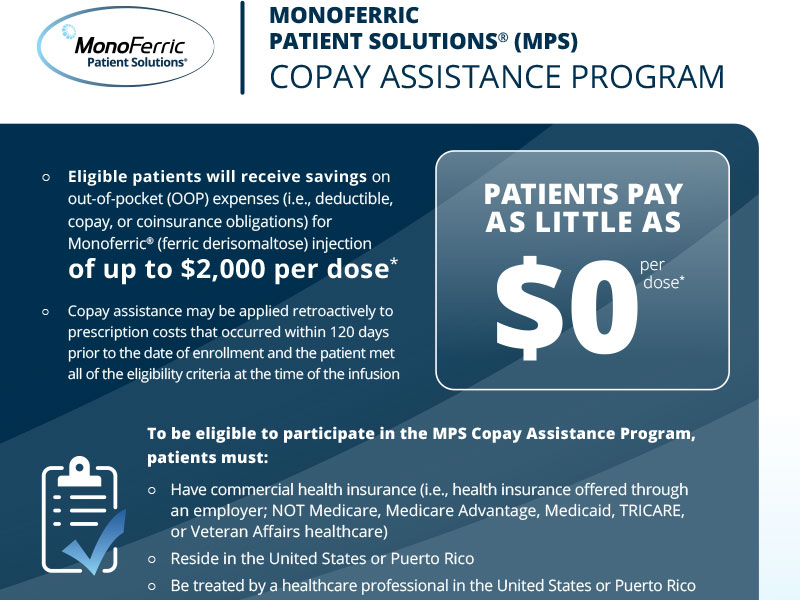 MonoFerric
Patient Solutions®
MONOFERRIC
PATIENT SOLUTIONS® (MPS)
COPAY ASSISTANCE PROGRAM
○ Eligible patients will receive savings on
out-of-pocket (OOP) expenses (i.e., deductible,
copay, or coinsurance obligations) for
Monoferric® (ferric derisomaltose) injection
of up to $2,000 per dose*
○ Copay assistance may be applied retroactively to
prescription costs that occurred within 120 days
prior to the date of enrollment and the patient met
all of the eligibility criteria at the time of the infusion
PATIENTS PAY
AS LITTLE AS
$0 per
dose*
To be eligible to participate in the MPS Copay Assistance Program,
patients must:
○ Have commercial health insurance (i.e., health insurance offered through
an employer; NOT Medicare, Medicare Advantage, Medicaid, TRICARE,
or Veteran Affairs healthcare)
○ Reside in the United States or Puerto Rico
○ Be treated by a healthcare professional in the United States or Puerto Rico